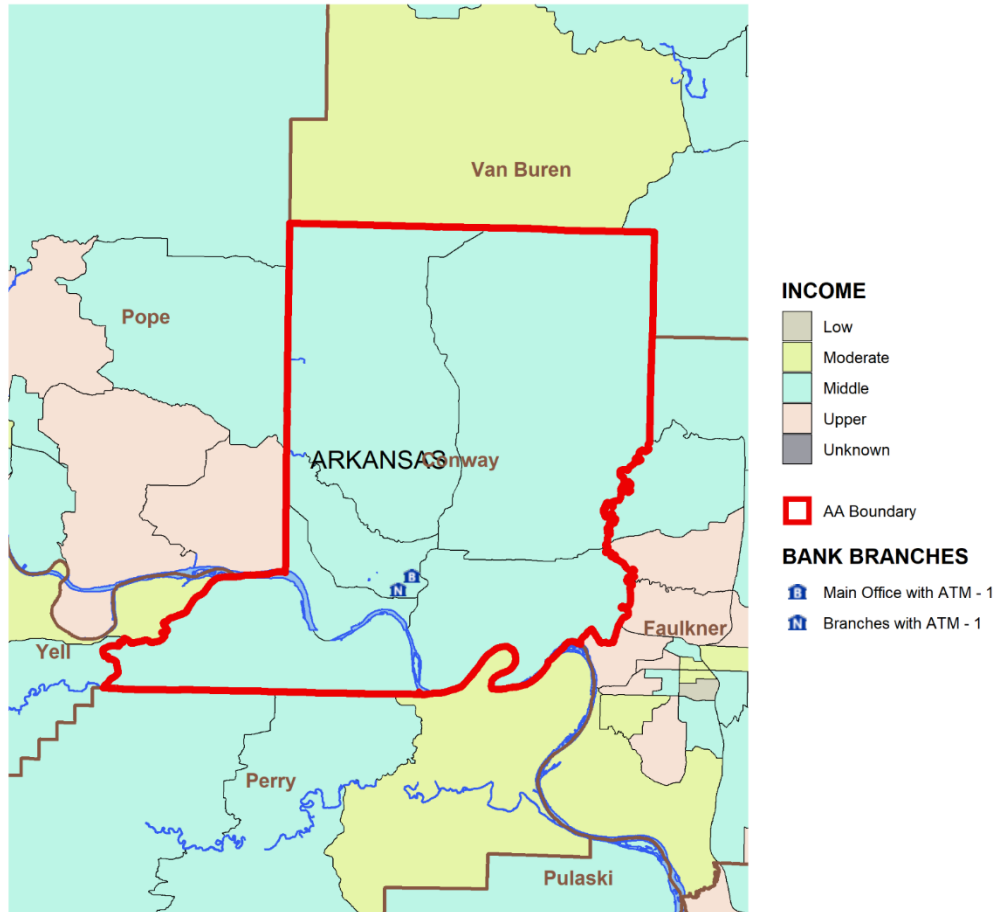 Van Buren
Pope
ARKANSAS
Conway
Yell
Faulkner
Perry
Pulaski
INCOME
Low
Moderate
Middle
Upper
Unknown
AA Boundary
BANK BRANCHES
B Main Office with ATM - 1
N Branches with ATM - 1
B
N